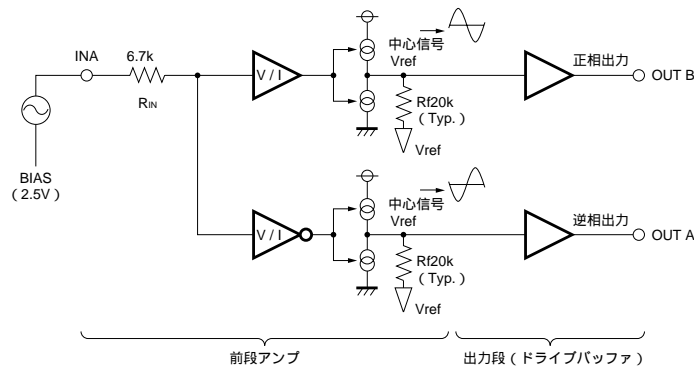 INA
6.7k
RIN
BIAS
（2.5V）
V / I
中心信号
Vref
Rf20k
（Typ.）
Vref
正相出力
OUT B
V / I
中心信号
Vref
Rf20k
（Typ.）
Vref
逆相出力
OUT A
前段アンプ
出力段（ドライブバッファ）